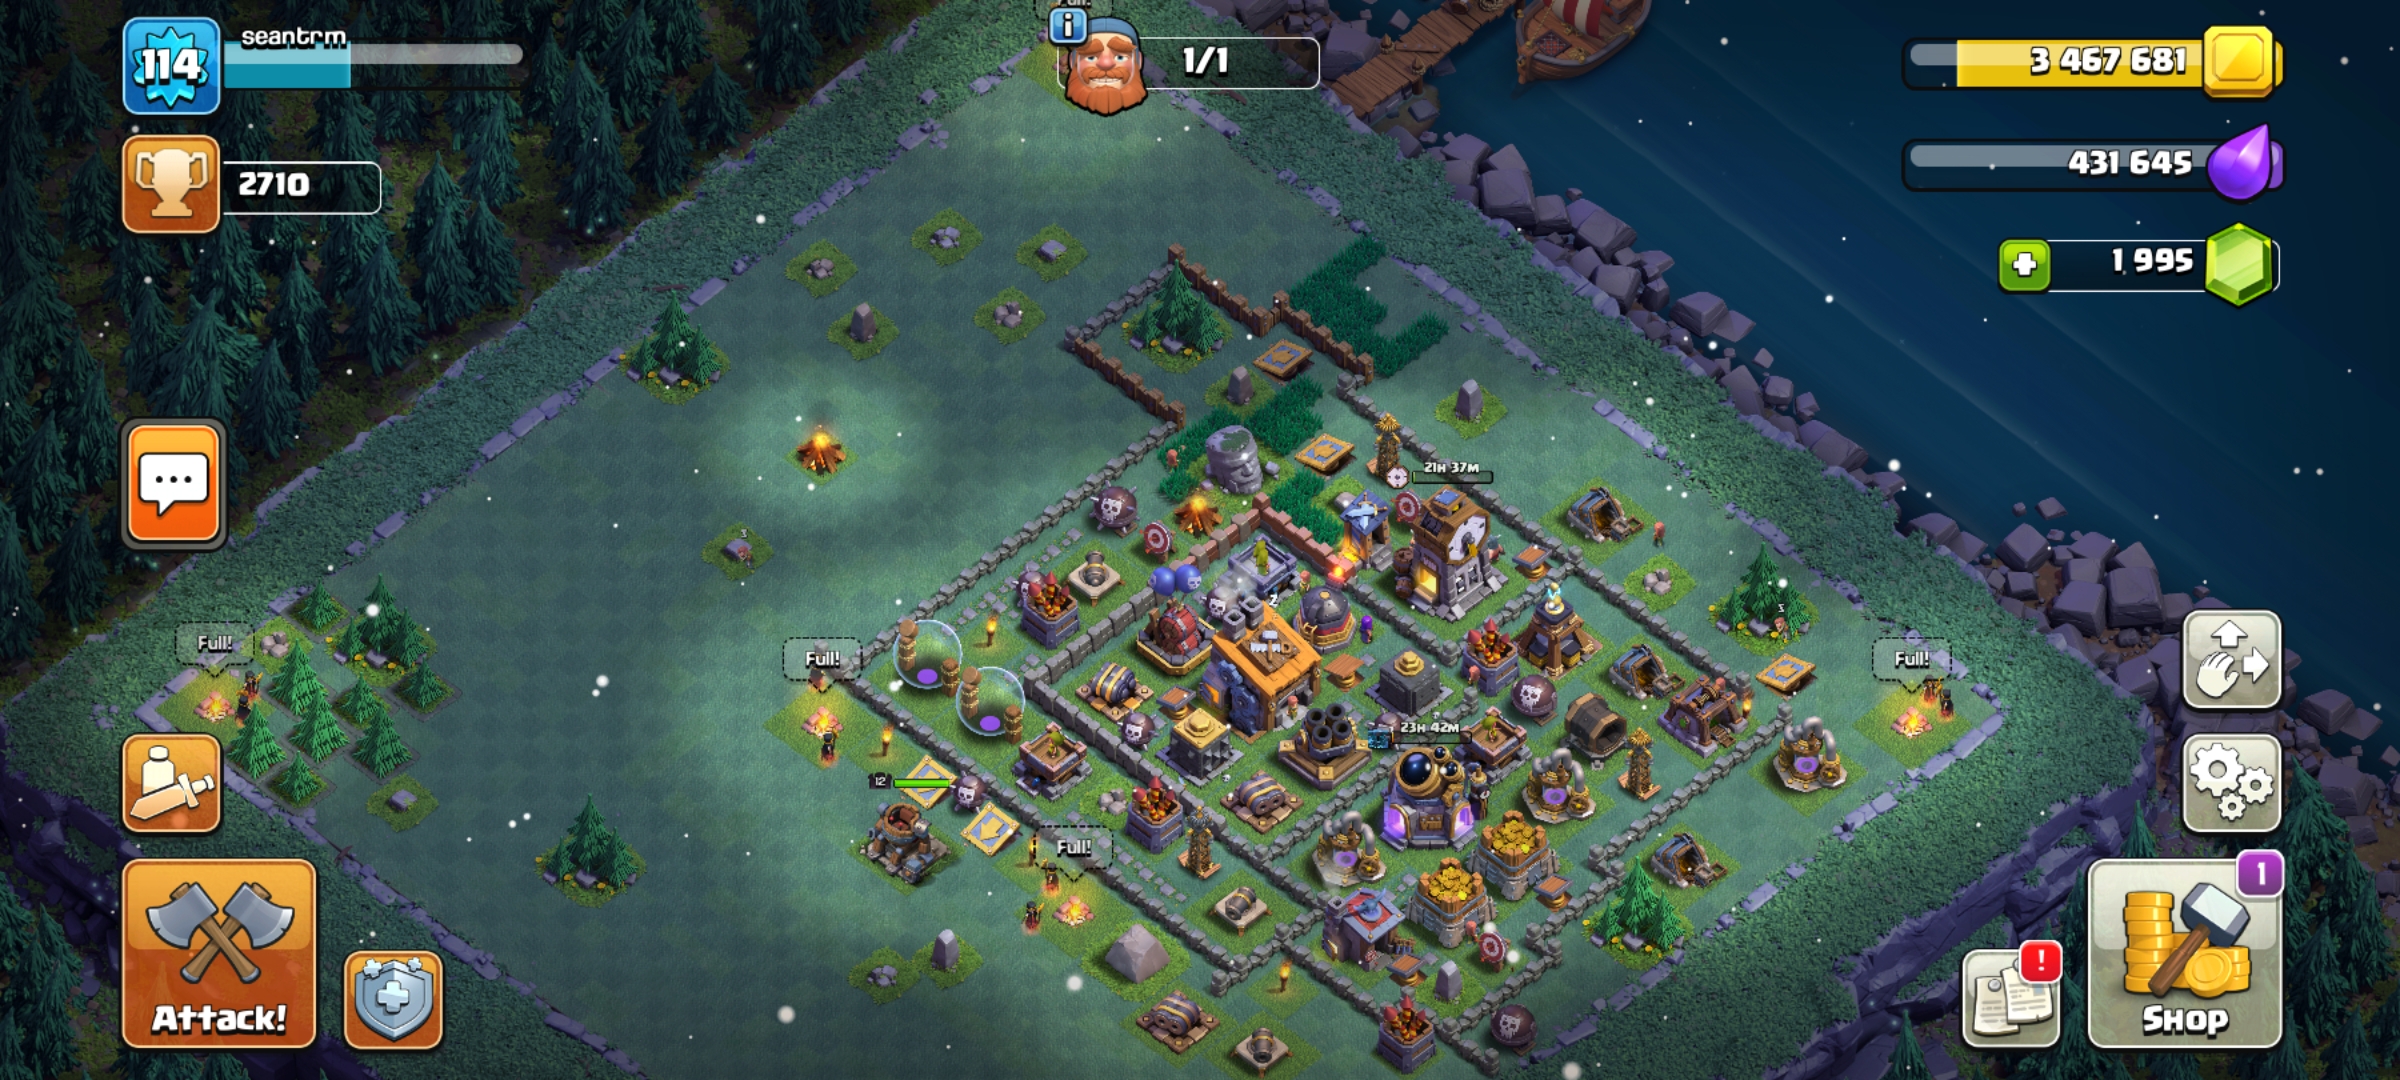 114
seantrm
1/1
3 467 681
2710
431 645
1 995
21H 37M
Full!
Full!
Full!
23H 42M
12
Full!
1
!
Attack!
Shop